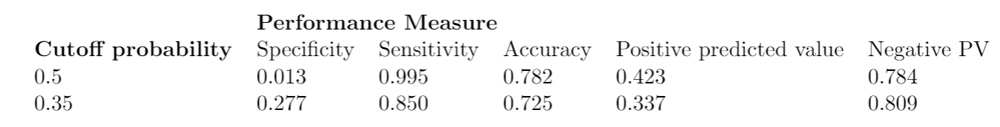 Performance Measure
Cutoff probability Specificity Sensitivity Accuracy Positive predicted value Negative PV
0.5 0.013 0.995 0.782 0.423 0.784
0.35 0.277 0.850 0.725 0.337 0.809